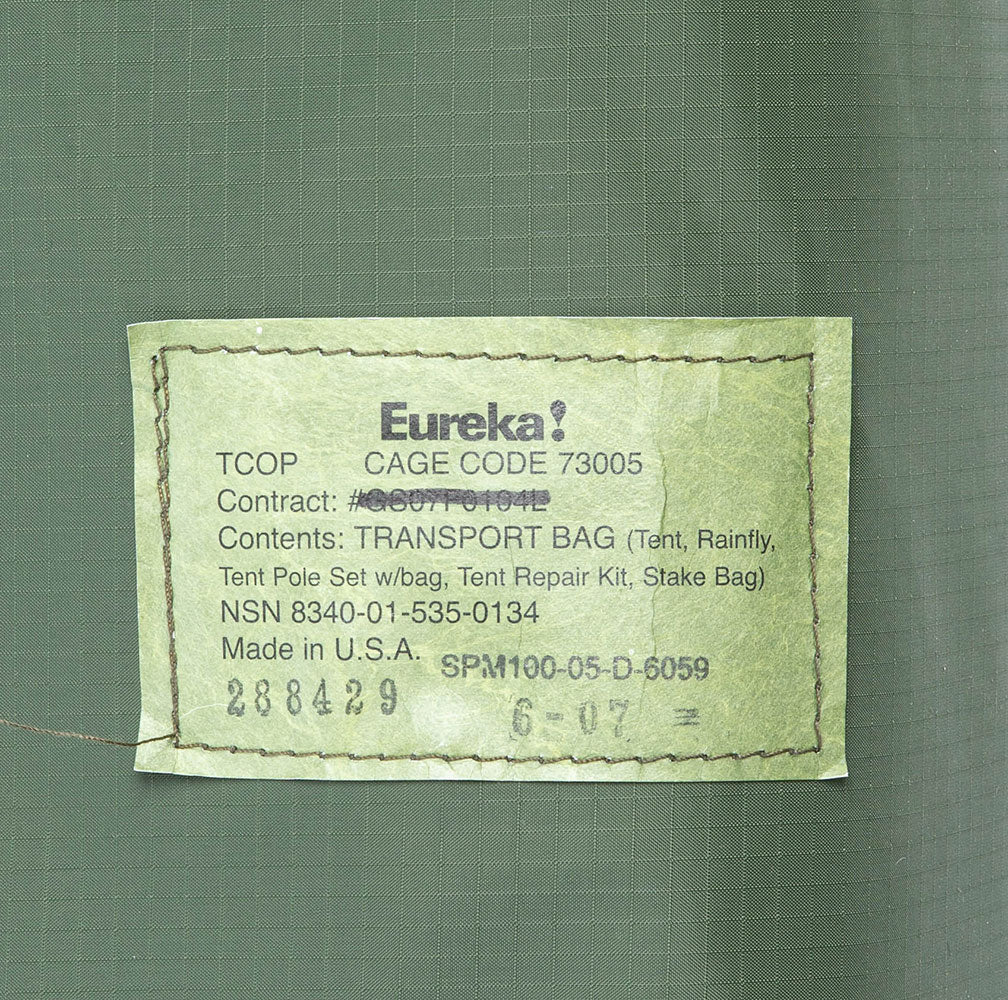 Eureka!
TCOP CAGE CODE 73005
Contract: #GS07F0194L
Contents: TRANSPORT BAG (Tent, Rainfly,
Tent Pole Set w/bag, Tent Repair Kit, Stake Bag)
NSN 8340-01-535-0134
Made in U.S.A. SPM100-05-D-6059
288429 6-07 =